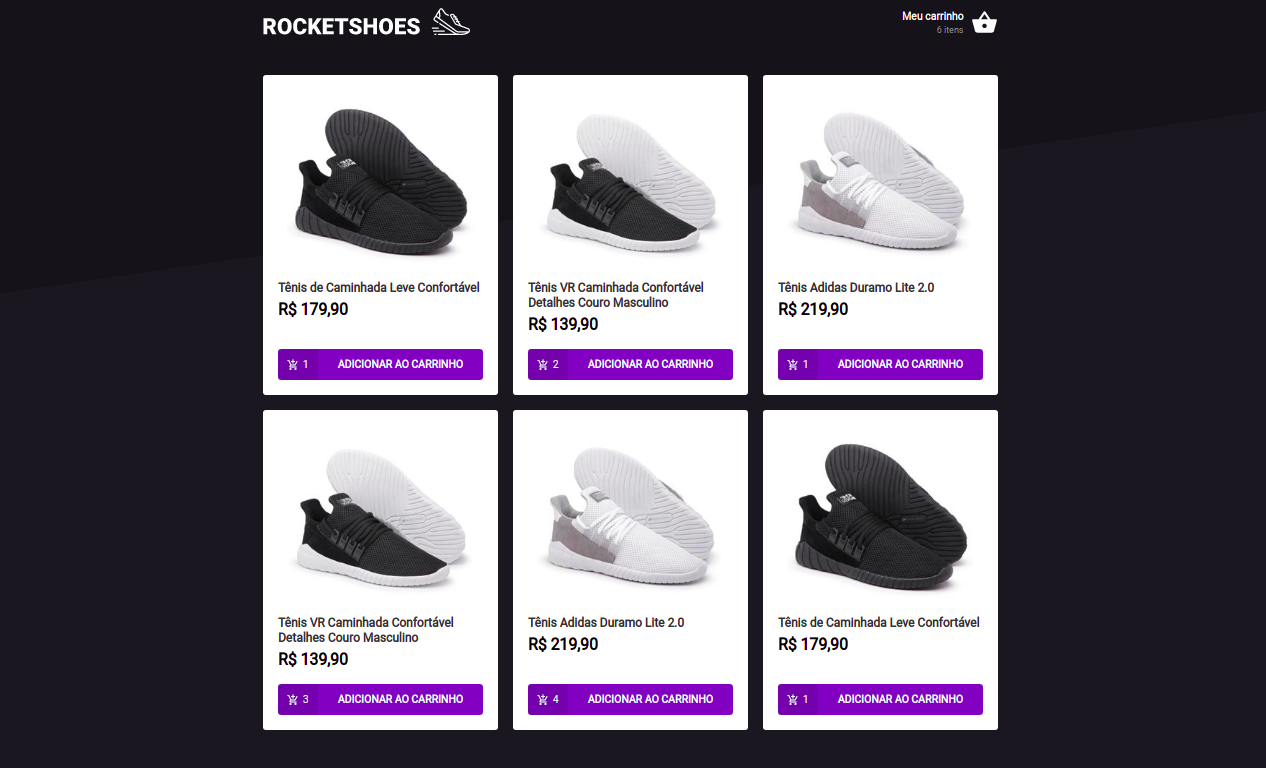 ROCKETSHOES
Meu carrinho
6 itens
Tênis de Caminhada Leve Confortável
R$ 179,90
1 ADICIONAR AO CARRINHO
Tênis VR Caminhada Confortável
Detalhes Couro Masculino
R$ 139,90
2 ADICIONAR AO CARRINHO
Tênis Adidas Duramo Lite 2.0
R$ 219,90
1 ADICIONAR AO CARRINHO
Tênis VR Caminhada Confortável
Detalhes Couro Masculino
R$ 139,90
3 ADICIONAR AO CARRINHO
Tênis Adidas Duramo Lite 2.0
R$ 219,90
4 ADICIONAR AO CARRINHO
Tênis de Caminhada Leve Confortável
R$ 179,90
1 ADICIONAR AO CARRINHO